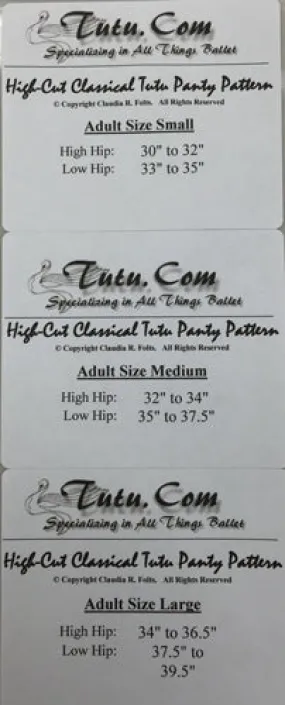 Tutu.Com
Specializing in All Things Ballet
High-Cut Classical Tutu Panty Pattern
© Copyright Claudia R. Folts. All Rights Reserved
Adult Size Small
High Hip: 30" to 32"
Low Hip: 33" to 35"
Tutu.Com
Specializing in All Things Ballet
High-Cut Classical Tutu Panty Pattern
© Copyright Claudia R. Folts. All Rights Reserved
Adult Size Medium
High Hip: 32" to 34"
Low Hip: 35" to 37.5"
Tutu.Com
Specializing in All Things Ballet
High-Cut Classical Tutu Panty Pattern
© Copyright Claudia R. Folts. All Rights Reserved
Adult Size Large
High Hip: 34" to 36.5"
Low Hip: 37.5" to
39.5"